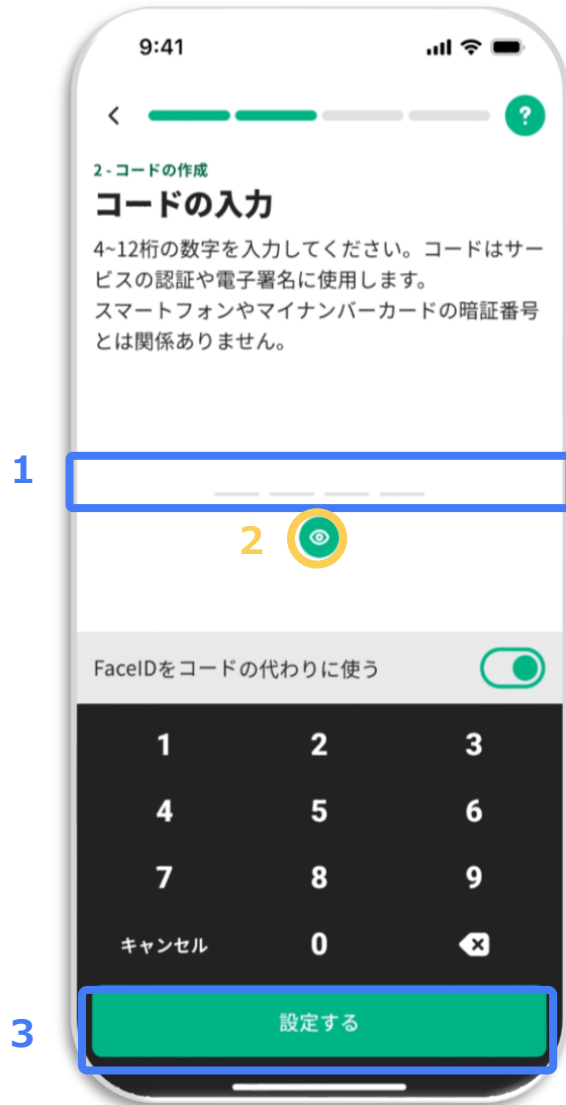 9:41
?
2 - コードの作成
コードの入力
4~12桁の数字を入力してください。コードはサー
ビスの認証や電子署名に使用します。
スマートフォンやマイナンバーカードの暗証番号
とは関係ありません。
1
2
FaceIDをコードの代わりに使う
1 2 3
4 5 6
7 8 9
キャンセル 0
3
設定する